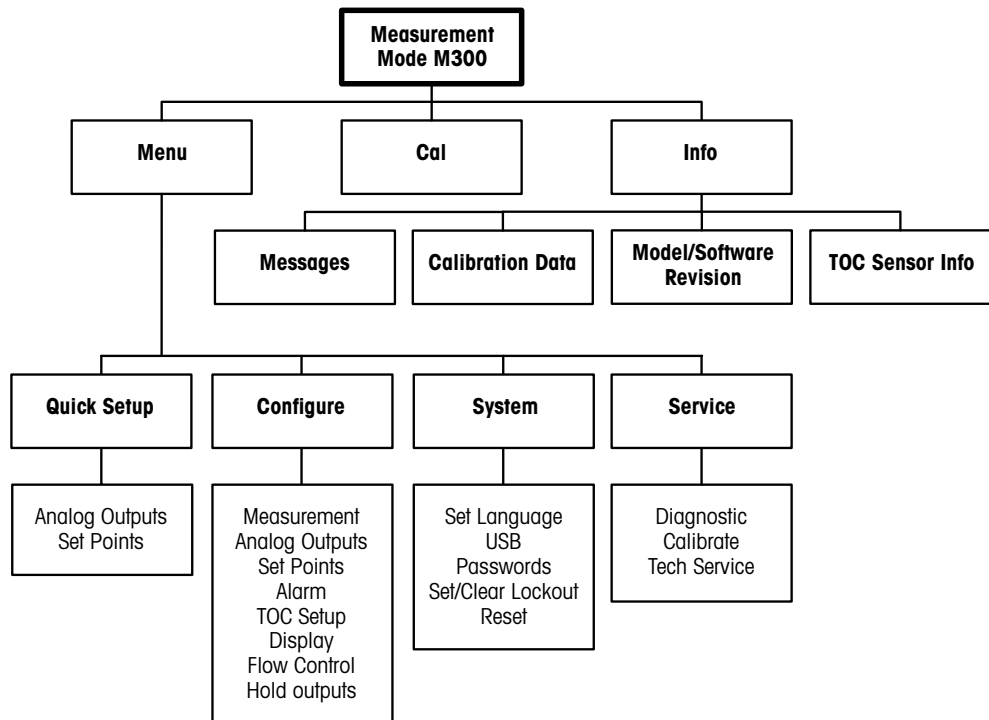 Measurement
Mode M300
Menu
Cal
Info
Messages
Calibration Data
Model/Software
Revision
TOC Sensor Info
Quick Setup
Configure
System
Service
Analog Outputs
Set Points
Measurement
Analog Outputs
Set Points
Alarm
TOC Setup
Display
Flow Control
Hold outputs
Set Language
USB
Passwords
Set/Clear Lockout
Reset
Diagnostic
Calibrate
Tech Service